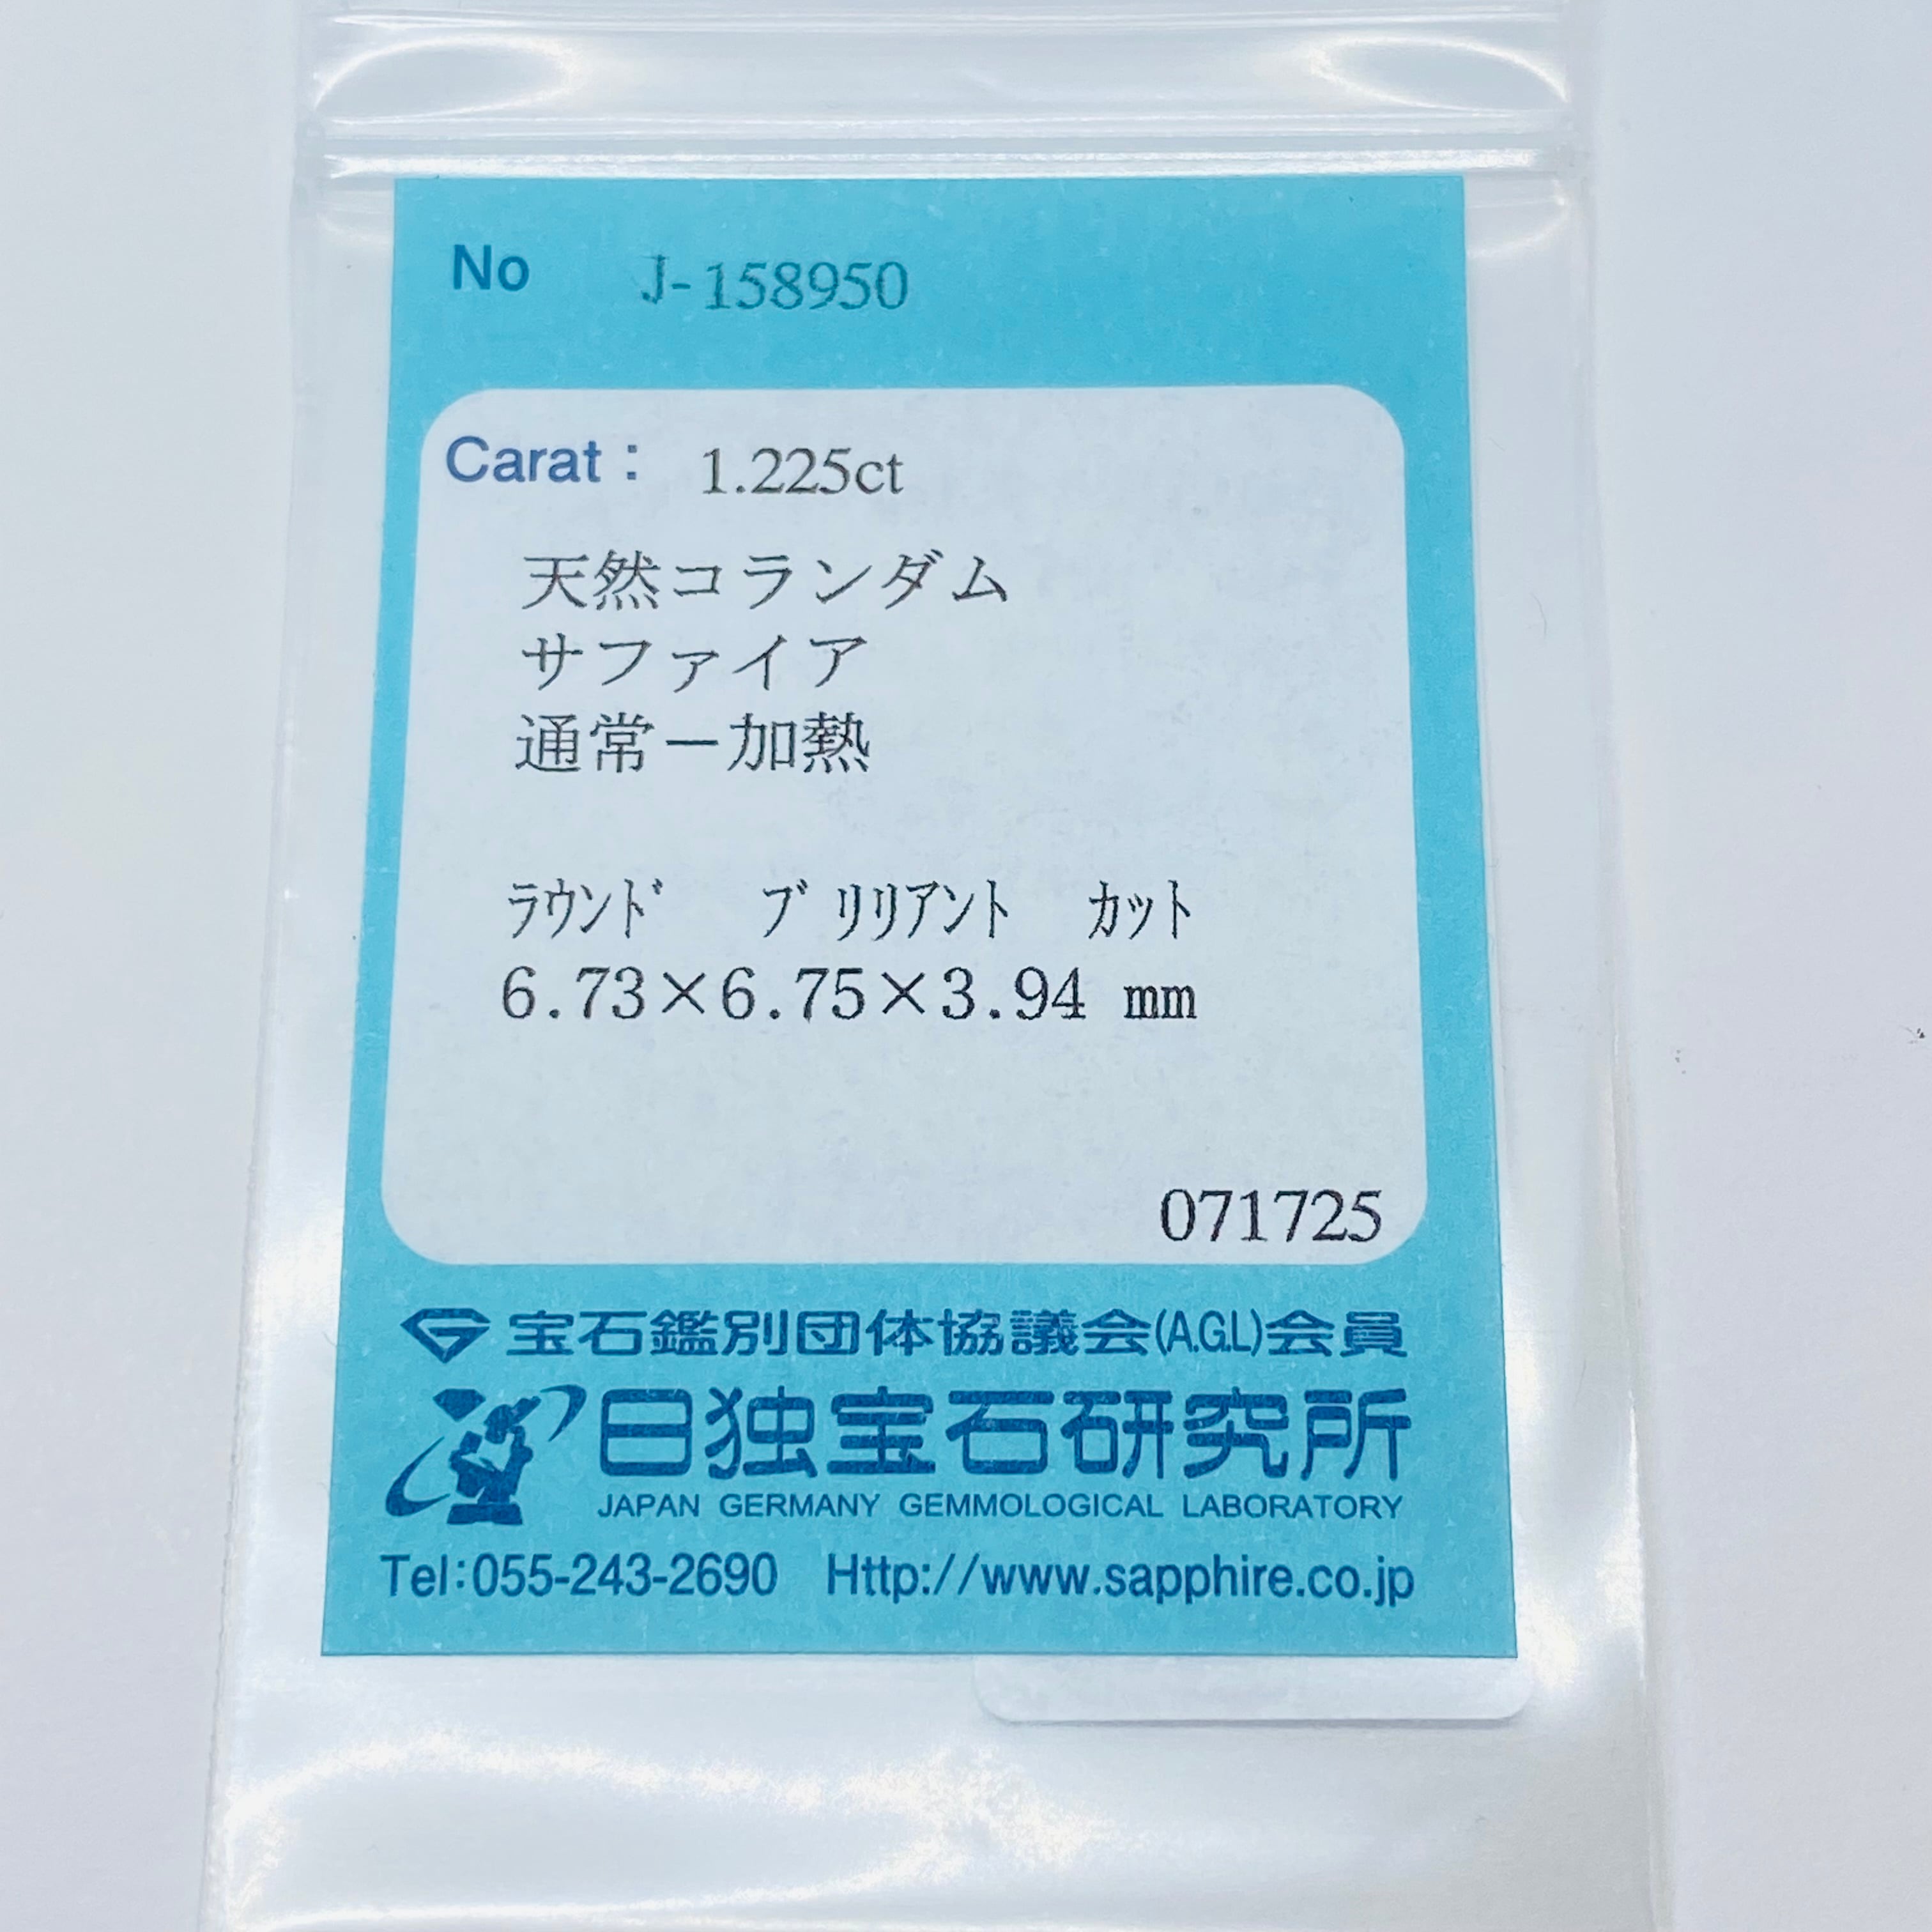 No J-158950
Carat： 1.225ct
天然コランダム
サファイア
通常－加熱
ﾗｳﾝﾄﾞ ﾌﾞﾘﾘｱﾝﾄ ｶｯﾄ
6.73×6.75×3.94 mm
071725
宝石鑑別団体協議会(A.G.L)会員
日独宝石研究所
JAPAN GERMANY GEMMOLOGICAL LABORATORY
Tel:055-243-2690 Http://www.sapphire.co.jp